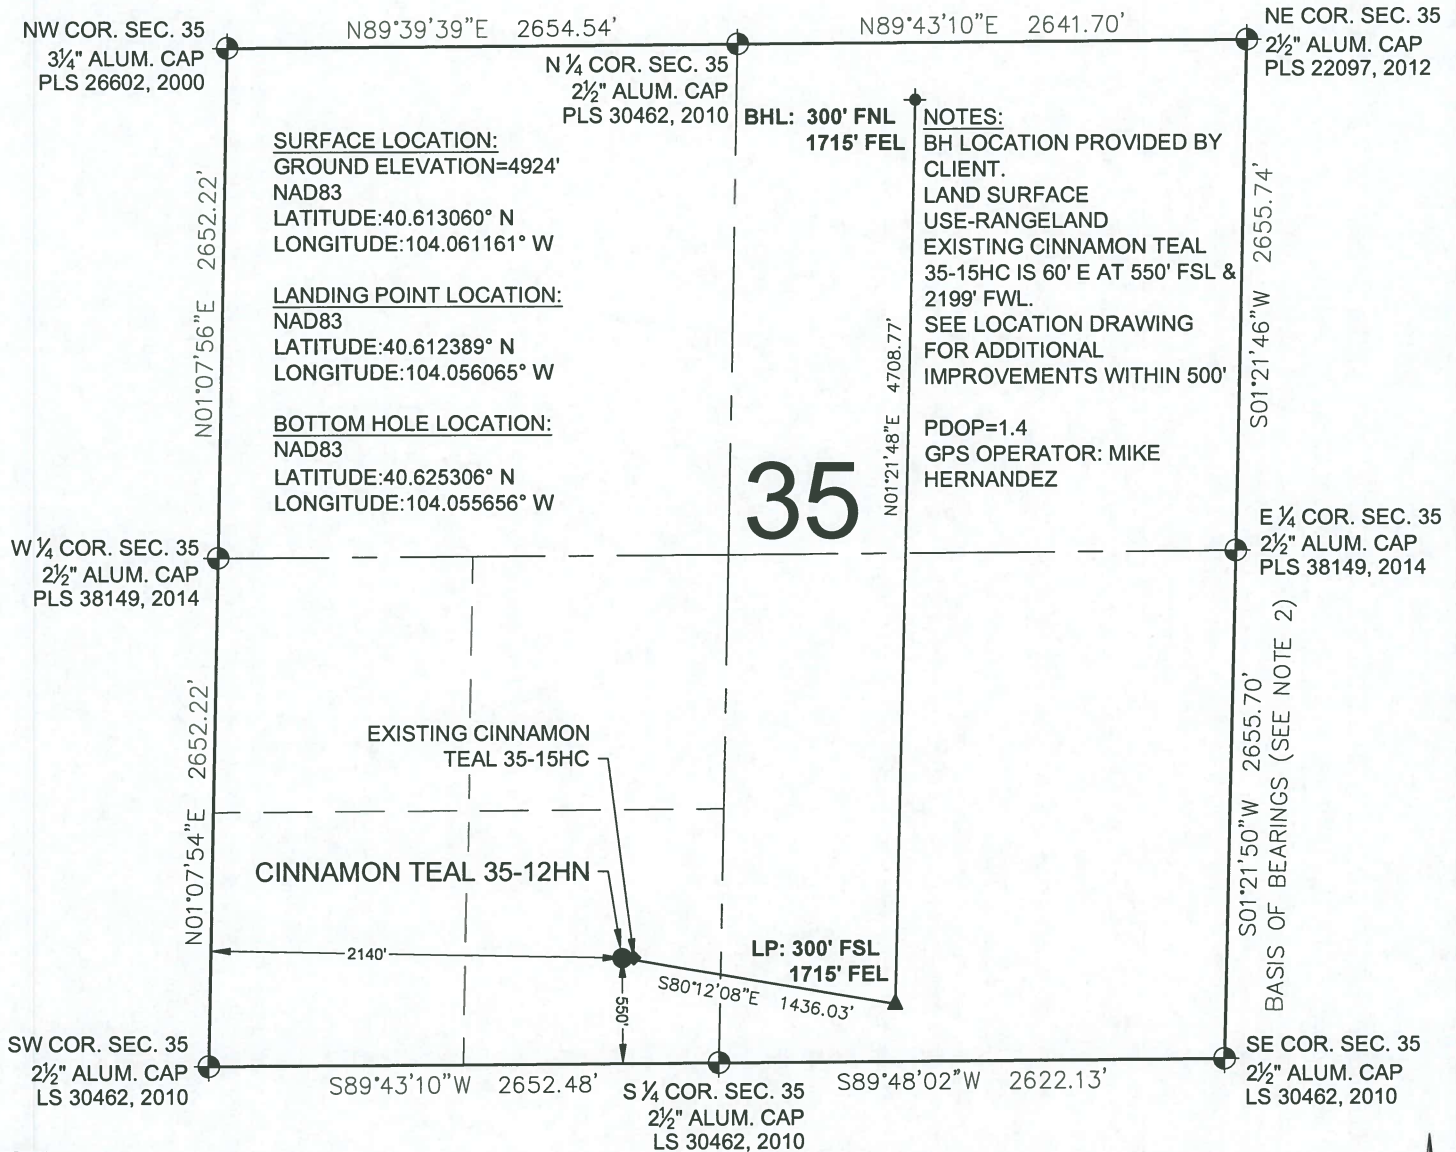 NW COR. SEC. 35
3¼" ALUM. CAP
PLS 26602, 2000
N89°39'39"E 2654.54'
N ¼ COR. SEC. 35
2½" ALUM. CAP
PLS 30462, 2010
N89°43'10"E 2641.70'
NE COR. SEC. 35
2½" ALUM. CAP
PLS 22097, 2012
BHL: 300' FNL
1715' FEL
SURFACE LOCATION:
GROUND ELEVATION=4924'
NAD83
LATITUDE:40.613060° N
LONGITUDE:104.061161° W
LANDING POINT LOCATION:
NAD83
LATITUDE:40.612389° N
LONGITUDE:104.056065° W
BOTTOM HOLE LOCATION:
NAD83
LATITUDE:40.625306° N
LONGITUDE:104.055656° W
NOTES:
BH LOCATION PROVIDED BY
CLIENT.
LAND SURFACE
USE-RANGELAND
EXISTING CINNAMON TEAL
35-15HC IS 60' E AT 550' FSL &
2199' FWL.
SEE LOCATION DRAWING
FOR ADDITIONAL
IMPROVEMENTS WITHIN 500'
PDOP=1.4
GPS OPERATOR: MIKE
HERNANDEZ
N01°07'56"E 2652.22'
N01°21'48"E 4708.77'
S01°21'46"W 2655.74'
35
W ¼ COR. SEC. 35
2½" ALUM. CAP
PLS 38149, 2014
E ¼ COR. SEC. 35
2½" ALUM. CAP
PLS 38149, 2014
N01°07'54"E 2652.22'
EXISTING CINNAMON
TEAL 35-15HC
CINNAMON TEAL 35-12HN
2140'
550'
LP: 300' FSL
1715' FEL
S80°12'08"E 1436.03'
S01°21'50"W 2655.70'
BASIS OF BEARINGS (SEE NOTE 2)
SW COR. SEC. 35
2½" ALUM. CAP
LS 30462, 2010
S89°43'10"W 2652.48'
S ¼ COR. SEC. 35
2½" ALUM. CAP
LS 30462, 2010
S89°48'02"W 2622.13'
SE COR. SEC. 35
2½" ALUM. CAP
LS 30462, 2010